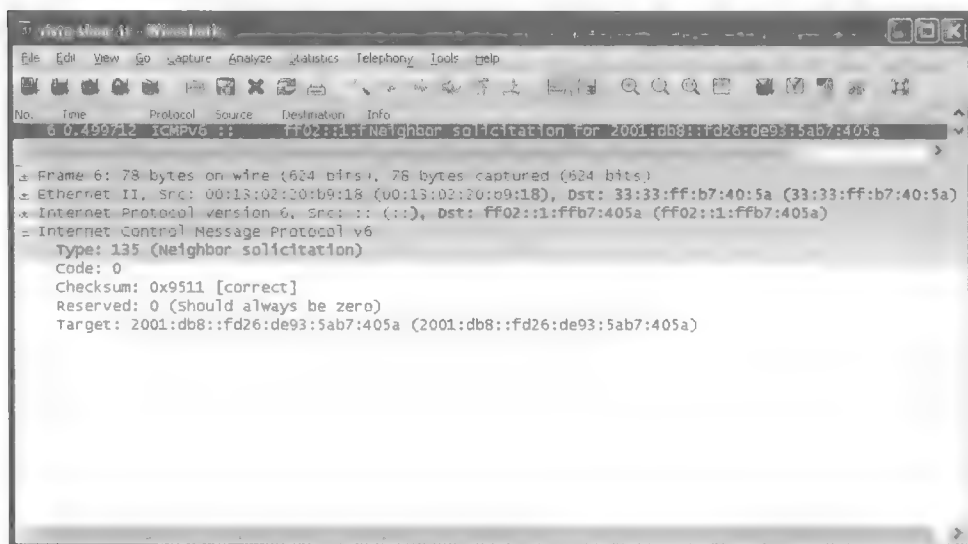 File Edit View Go Capture Analyze Statistics Telephony Tools Help
No. Time Protocol Source Destination Info
6 0.499712 ICMPv6 :: ff02::1:f Neighbor solicitation for 2001:db8::fd26:de93:5ab7:405a
Frame 6: 78 bytes on wire (624 bits), 78 bytes captured (624 bits)
Ethernet II, Src: 00:13:02:20:b9:18 (00:13:02:20:b9:18), Dst: 33:33:ff:b7:40:5a (33:33:ff:b7:40:5a)
Internet Protocol Version 6, Src: :: (::), Dst: ff02::1:ffb7:405a (ff02::1:ffb7:405a)
Internet Control Message Protocol v6
Type: 135 (Neighbor solicitation)
Code: 0
Checksum: 0x9511 [correct]
Reserved: 0 (Should always be zero)
Target: 2001:db8::fd26:de93:5ab7:405a (2001:db8::fd26:de93:5ab7:405a)